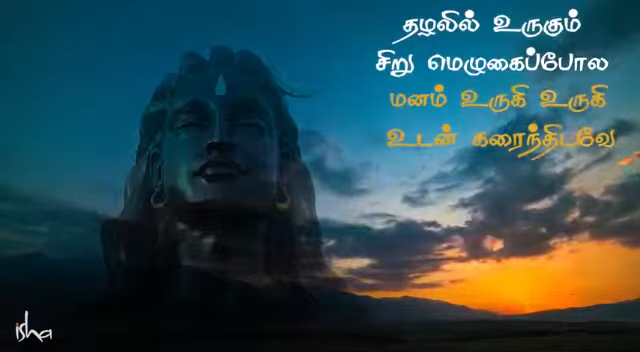 தழலில் உருகும்
சிறு மெழுகைப்போல
மனம் உருகி உருகி
உடன் கரைந்திடவே
isha